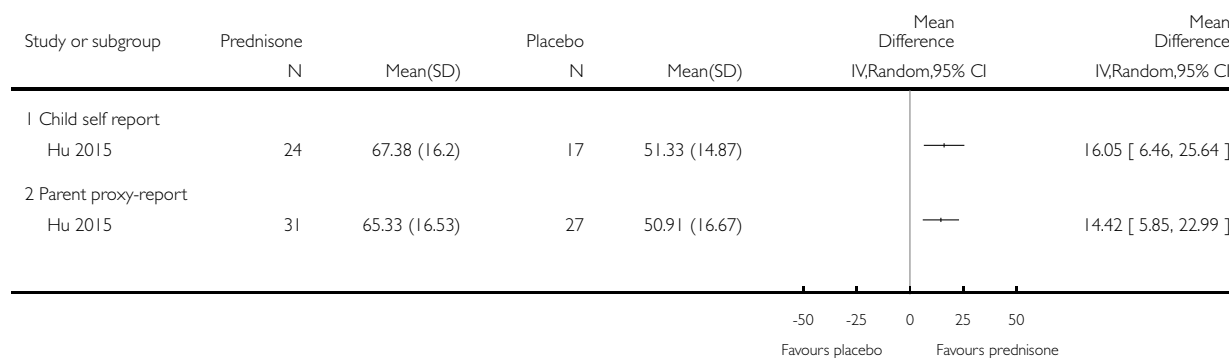 Study or subgroup Prednisone Placebo Mean Difference Mean Difference
N Mean(SD) N Mean(SD) IV,Random,95% CI IV,Random,95% CI
1 Child self report
Hu 2015 24 67.38 (16.2) 17 51.33 (14.87) 16.05 [ 6.46, 25.64 ]
2 Parent proxy-report
Hu 2015 31 65.33 (16.53) 27 50.91 (16.67) 14.42 [ 5.85, 22.99 ]
-50 -25 0 25 50
Favours placebo Favours prednisone